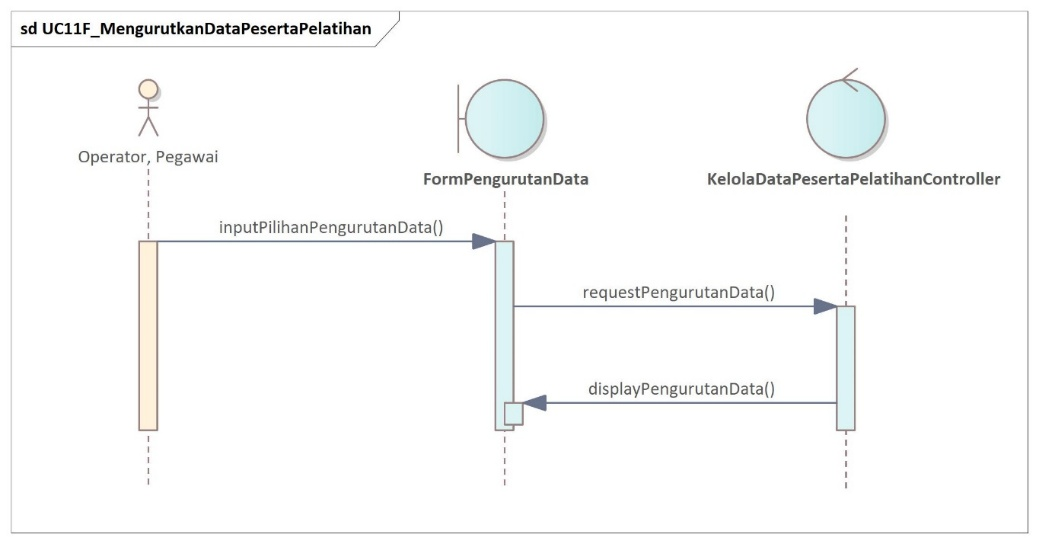 sd UC11F_MengurutkanDataPesertaPelatihan
Operator, Pegawai
FormPengurutanData
KelolaDataPesertaPelatihanController
inputPilihanPengurutanData()
requestPengurutanData()
displayPengurutanData()